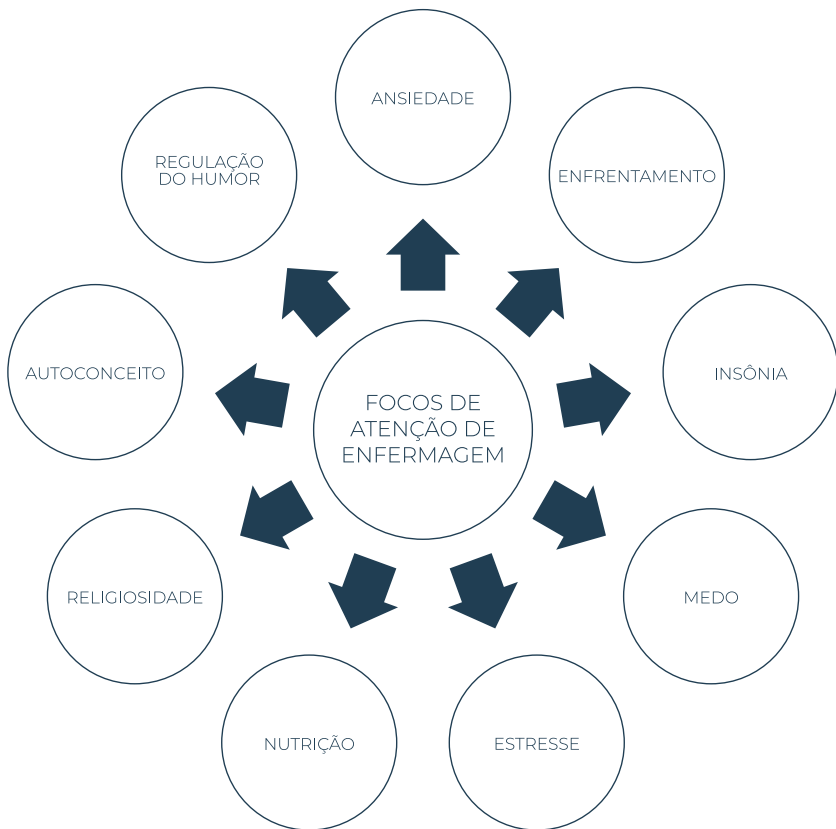 ANSIEDADE
REGULAÇÃO
DO HUMOR
ENFRENTAMENTO
AUTOCONCEITO
INSÔNIA
FOCOS DE
ATENÇÃO DE
ENFERMAGEM
RELIGIOSIDADE
MEDO
NUTRIÇÃO
ESTRESSE